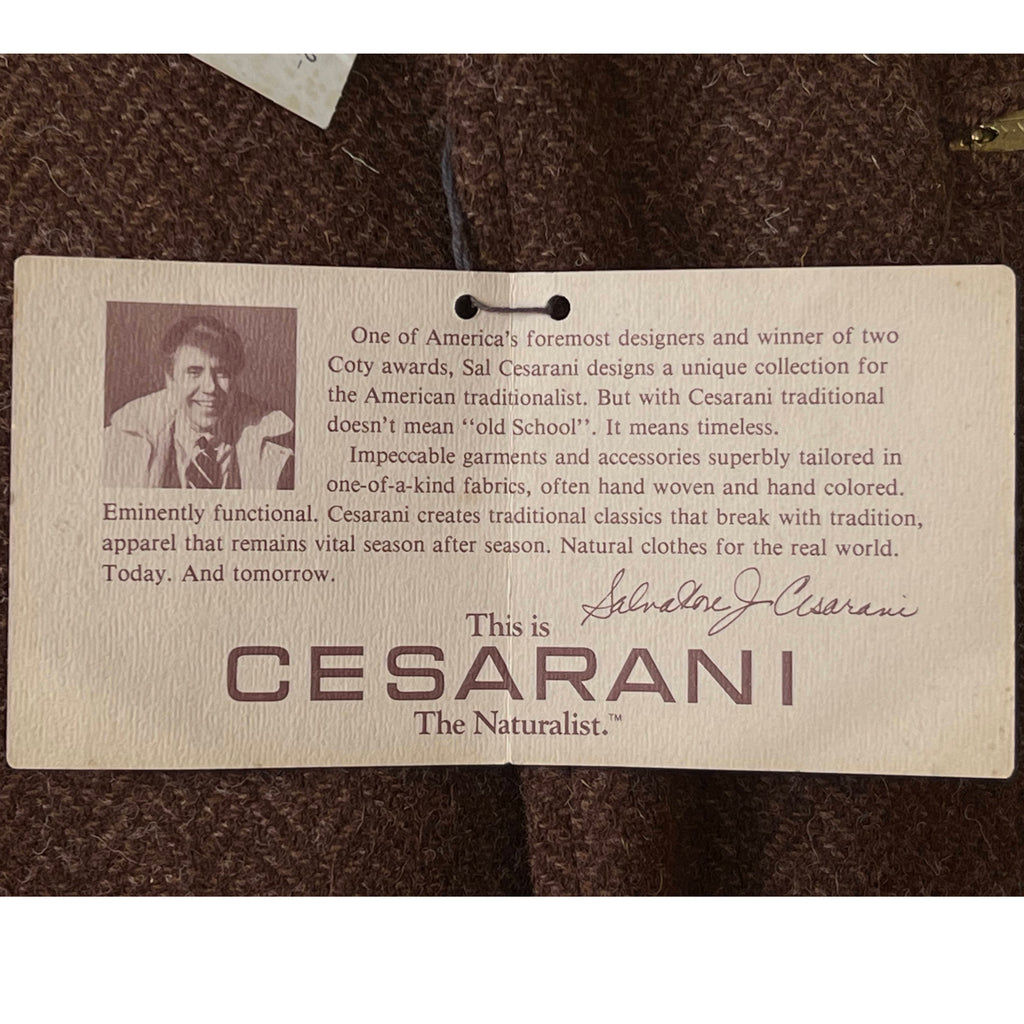 One of America's foremost designers and winner of two
Coty awards, Sal Cesarani designs a unique collection for
the American traditionalist. But with Cesarani traditional
doesn't mean "old School". It means timeless.
Impeccable garments and accessories superbly tailored in
one-of-a-kind fabrics, often hand woven and hand colored.
Eminently functional. Cesarani creates traditional classics that break with tradition,
apparel that remains vital season after season. Natural clothes for the real world.
Today. And tomorrow.
Salvatore J Cesarani
This is
CESARANI
The Naturalist.™